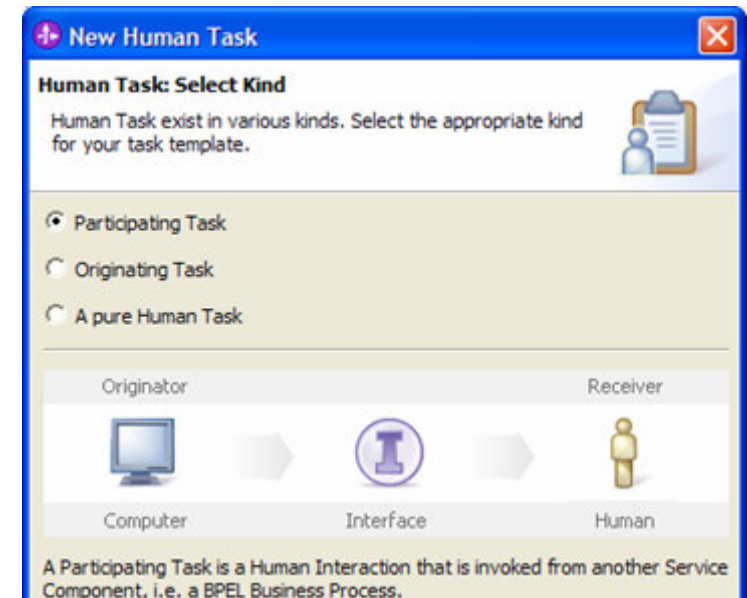 New Human Task
Human Task: Select Kind
Human Task exist in various kinds. Select the appropriate kind
for your task template.
Participating Task
Originating Task
A pure Human Task
Originator Receiver
Computer Interface Human
A Participating Task is a Human Interaction that is invoked from another Service
Component, i.e. a BPEL Business Process.